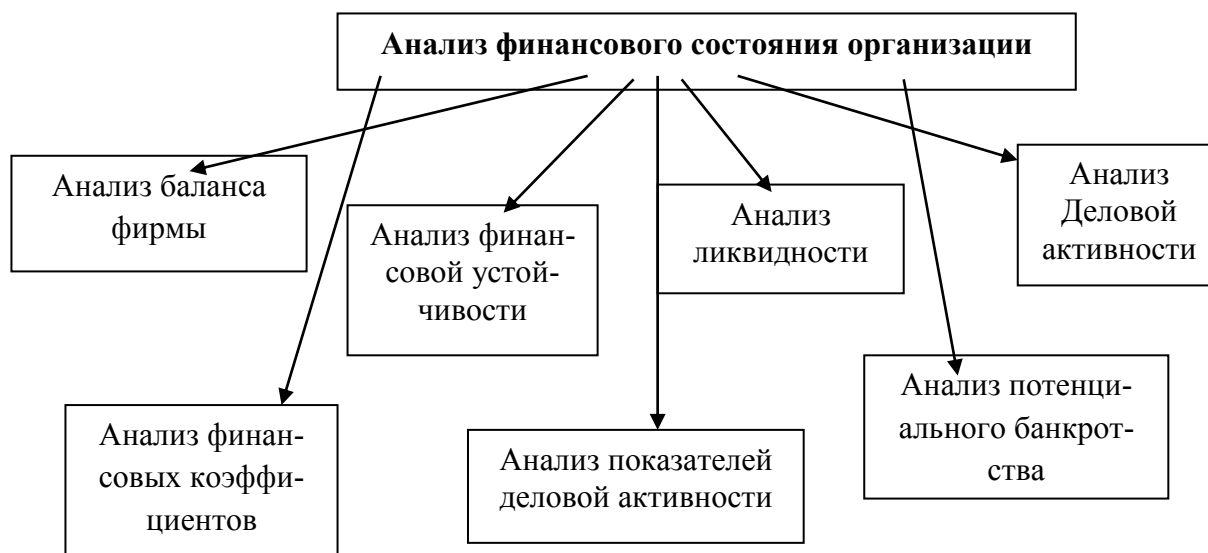 Анализ финансового состояния организации
Анализ баланса
фирмы
Анализ финан-
совой устой-
чивости
Анализ
ликвидности
Анализ
Деловой
активности
Анализ финан-
совых коэффи-
циентов
Анализ показателей
деловой активности
Анализ потенци-
ального банкрот-
ства